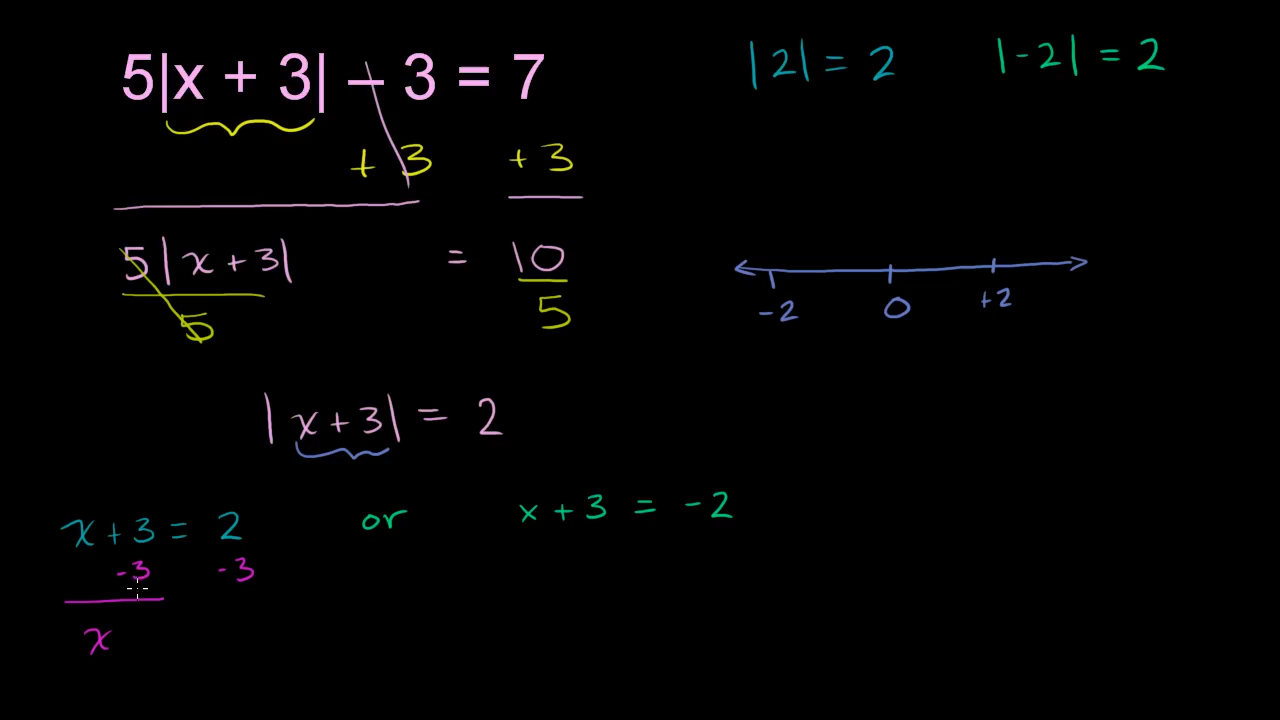 5|x + 3| – 3 = 7
|2| = 2
|-2| = 2
+ 3 + 3
5|x+3| = 10
5 5
-2 0 +2
|x+3| = 2
x+3 = 2 or x+3 = -2
-3 -3
x